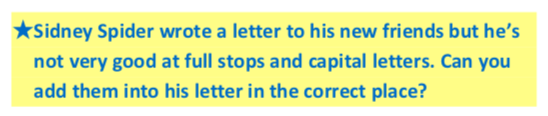 ★Sidney Spider wrote a letter to his new friends but he's
not very good at full stops and capital letters. Can you
add them into his letter in the correct place?